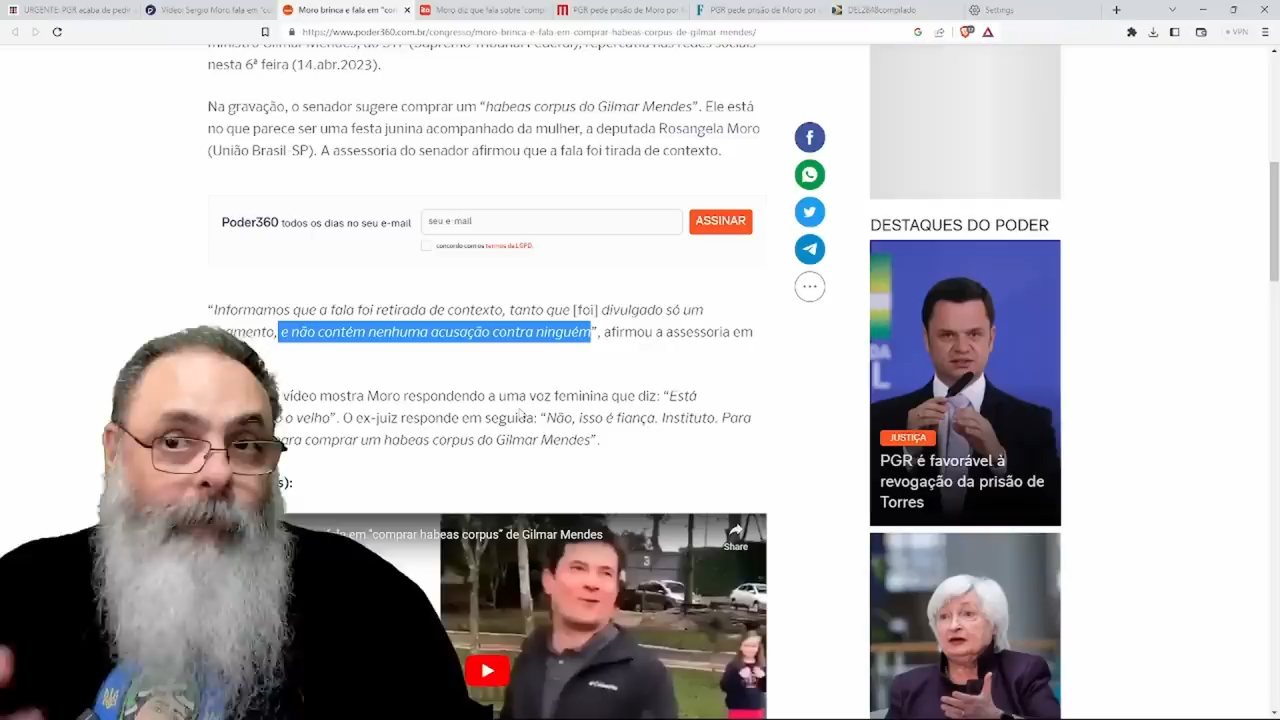 URGENTE: PGR acaba de pedir
Vídeo: Sergio Moro fala em "co
Moro brinca e fala em "com
Moro diz que fala sobre "comp
PGR pede prisão de Moro por
PGR pede prisão de Moro por
DEL2848compilado
Settings
https://www.poder360.com.br/congresso/moro-brinca-e-fala-em-comprar-habeas-corpus-de-gilmar-mendes/
VPN
ministro Gilmar Mendes, do STF (Supremo Tribunal Federal), repercutiu nas redes sociais
nesta 6ª feira (14.abr.2023).
Na gravação, o senador sugere comprar um "habeas corpus do Gilmar Mendes". Ele está
no que parece ser uma festa junina acompanhado da mulher, a deputada Rosangela Moro
(União Brasil-SP). A assessoria do senador afirmou que a fala foi tirada de contexto.
Poder360 todos os dias no seu e-mail
seu e-mail
ASSINAR
concordo com os termos da LGPD.
"Informamos que a fala foi retirada de contexto, tanto que [foi] divulgado só um
amento, e não contém nenhuma acusação contra ninguém", afirmou a assessoria em
vídeo mostra Moro respondendo a uma voz feminina que diz: "Está
o velho". O ex-juiz responde em seguida: "Não, isso é fiança. Instituto. Para
para comprar um habeas corpus do Gilmar Mendes".
s):
em "comprar habeas corpus" de Gilmar Mendes
Share
3
DESTAQUES DO PODER
JUSTIÇA
PGR é favorável à
revogação da prisão de
Torres